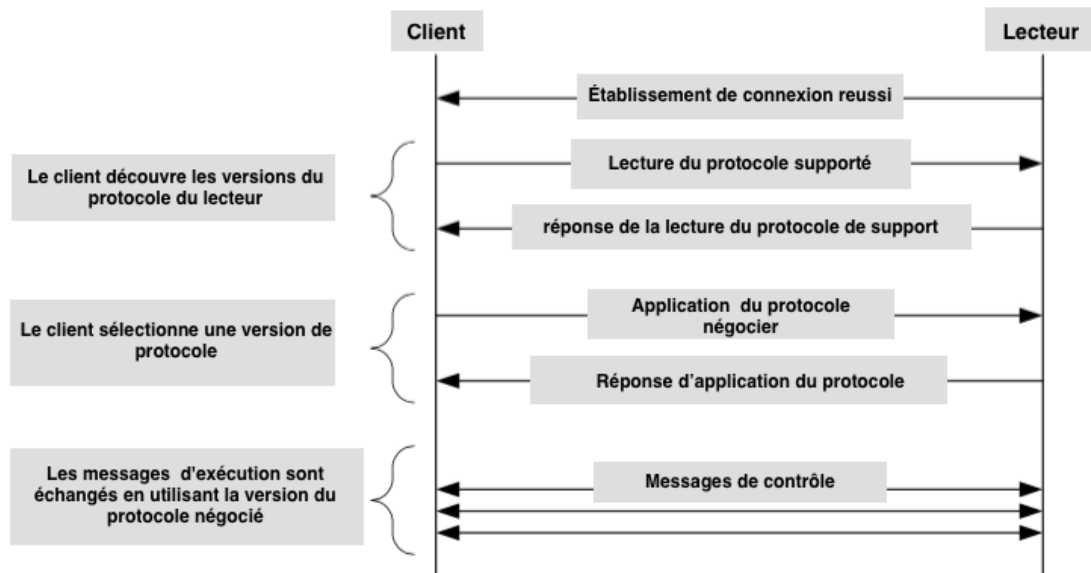 Client
Lecteur
Établissement de connexion reussi
Le client découvre les versions du
protocole du lecteur
Lecture du protocole supporté
réponse de la lecture du protocole de support
Le client sélectionne une version de
protocole
Application du protocole
négocier
Réponse d'application du protocole
Les messages d'exécution sont
échangés en utilisant la version du
protocole négocié
Messages de contrôle